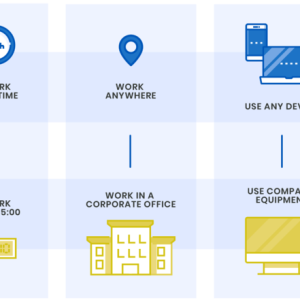 h
RK
TIME
WORK
ANYWHERE
USE ANY DEV
RK
5:00
WORK IN A
CORPORATE OFFICE
USE COMPA
EQUIPMEN